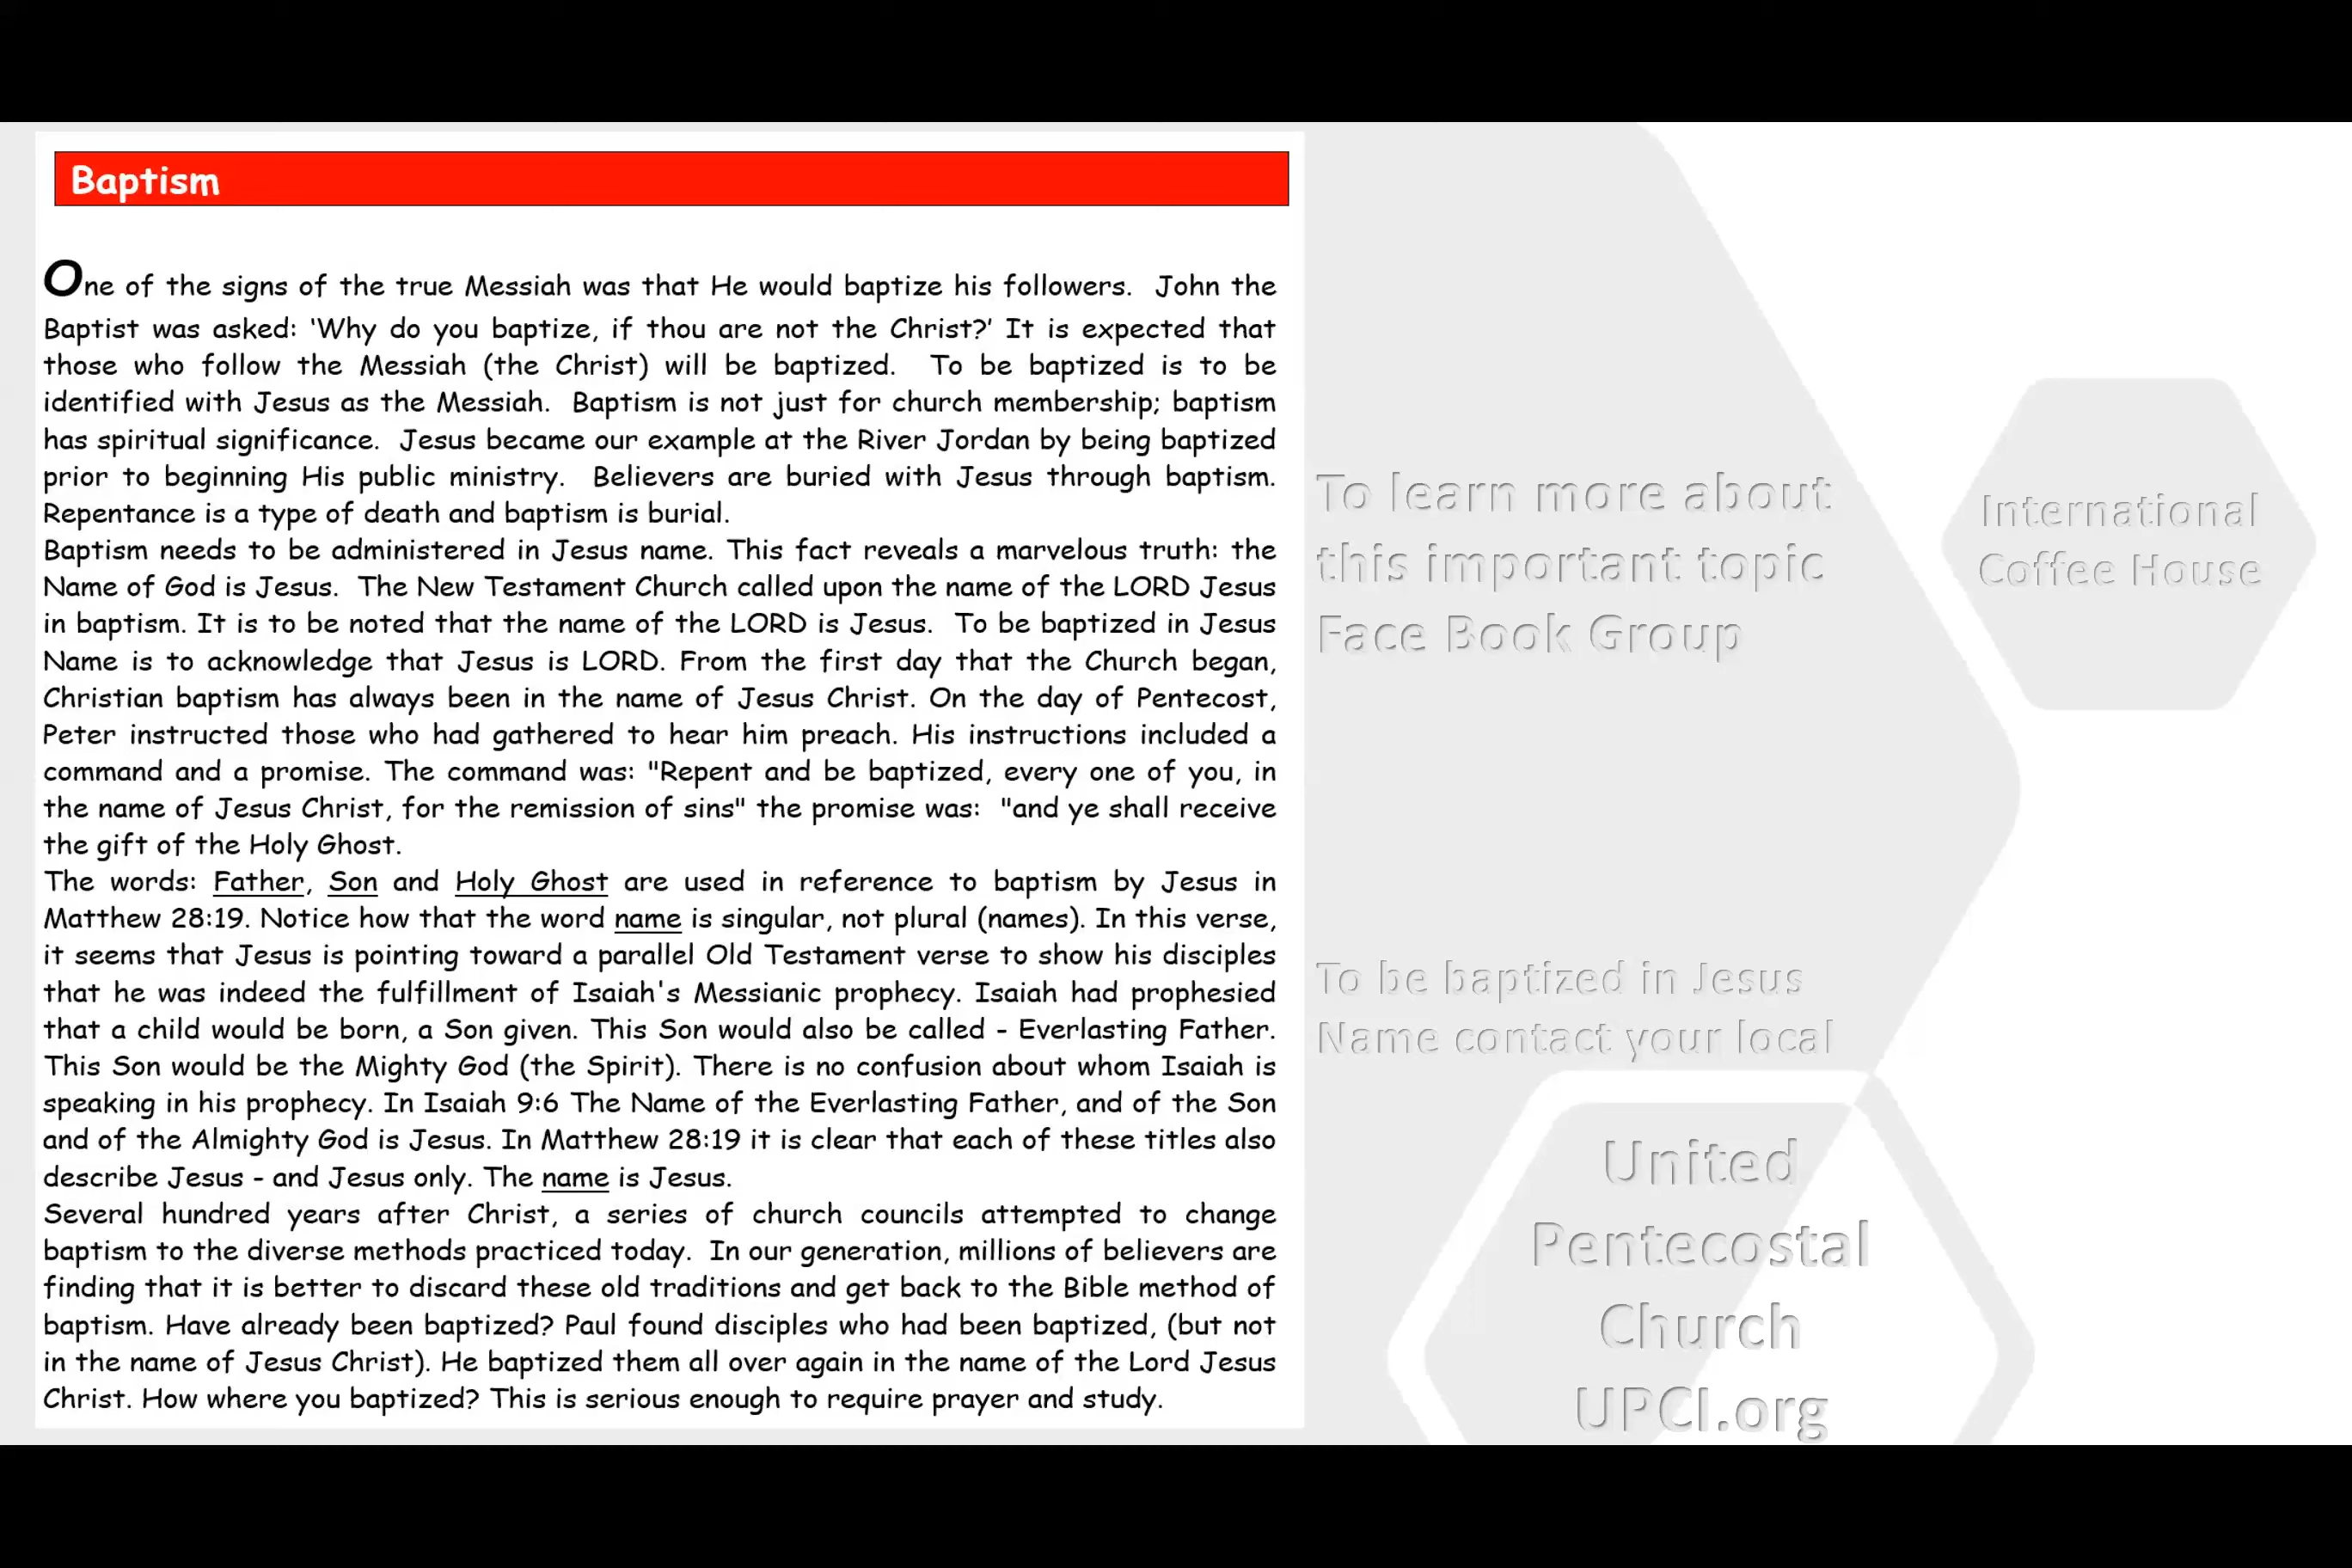 Baptism
One of the signs of the true Messiah was that He would baptize his followers. John the
Baptist was asked: ‘Why do you baptize, if thou are not the Christ?’ It is expected that
those who follow the Messiah (the Christ) will be baptized. To be baptized is to be
identified with Jesus as the Messiah. Baptism is not just for church membership; baptism
has spiritual significance. Jesus became our example at the River Jordan by being baptized
prior to beginning His public ministry. Believers are buried with Jesus through baptism.
Repentance is a type of death and baptism is burial.
Baptism needs to be administered in Jesus name. This fact reveals a marvelous truth: the
Name of God is Jesus. The New Testament Church called upon the name of the LORD Jesus
in baptism. It is to be noted that the name of the LORD is Jesus. To be baptized in Jesus
Name is to acknowledge that Jesus is LORD. From the first day that the Church began,
Christian baptism has always been in the name of Jesus Christ. On the day of Pentecost,
Peter instructed those who had gathered to hear him preach. His instructions included a
command and a promise. The command was: "Repent and be baptized, every one of you, in
the name of Jesus Christ, for the remission of sins" the promise was: "and ye shall receive
the gift of the Holy Ghost.
The words: Father, Son and Holy Ghost are used in reference to baptism by Jesus in
Matthew 28:19. Notice how that the word name is singular, not plural (names). In this verse,
it seems that Jesus is pointing toward a parallel Old Testament verse to show his disciples
that he was indeed the fulfillment of Isaiah's Messianic prophecy. Isaiah had prophesied
that a child would be born, a Son given. This Son would also be called - Everlasting Father.
This Son would be the Mighty God (the Spirit). There is no confusion about whom Isaiah is
speaking in his prophecy. In Isaiah 9:6 The Name of the Everlasting Father, and of the Son
and of the Almighty God is Jesus. In Matthew 28:19 it is clear that each of these titles also
describe Jesus - and Jesus only. The name is Jesus.
Several hundred years after Christ, a series of church councils attempted to change
baptism to the diverse methods practiced today. In our generation, millions of believers are
finding that it is better to discard these old traditions and get back to the Bible method of
baptism. Have already been baptized? Paul found disciples who had been baptized, (but not
in the name of Jesus Christ). He baptized them all over again in the name of the Lord Jesus
Christ. How where you baptized? This is serious enough to require prayer and study.
To learn more about
this important topic
Face Book Group
International
Coffee House
To be baptized in Jesus
Name contact your local
United
Pentecostal
Church
UPCI.org